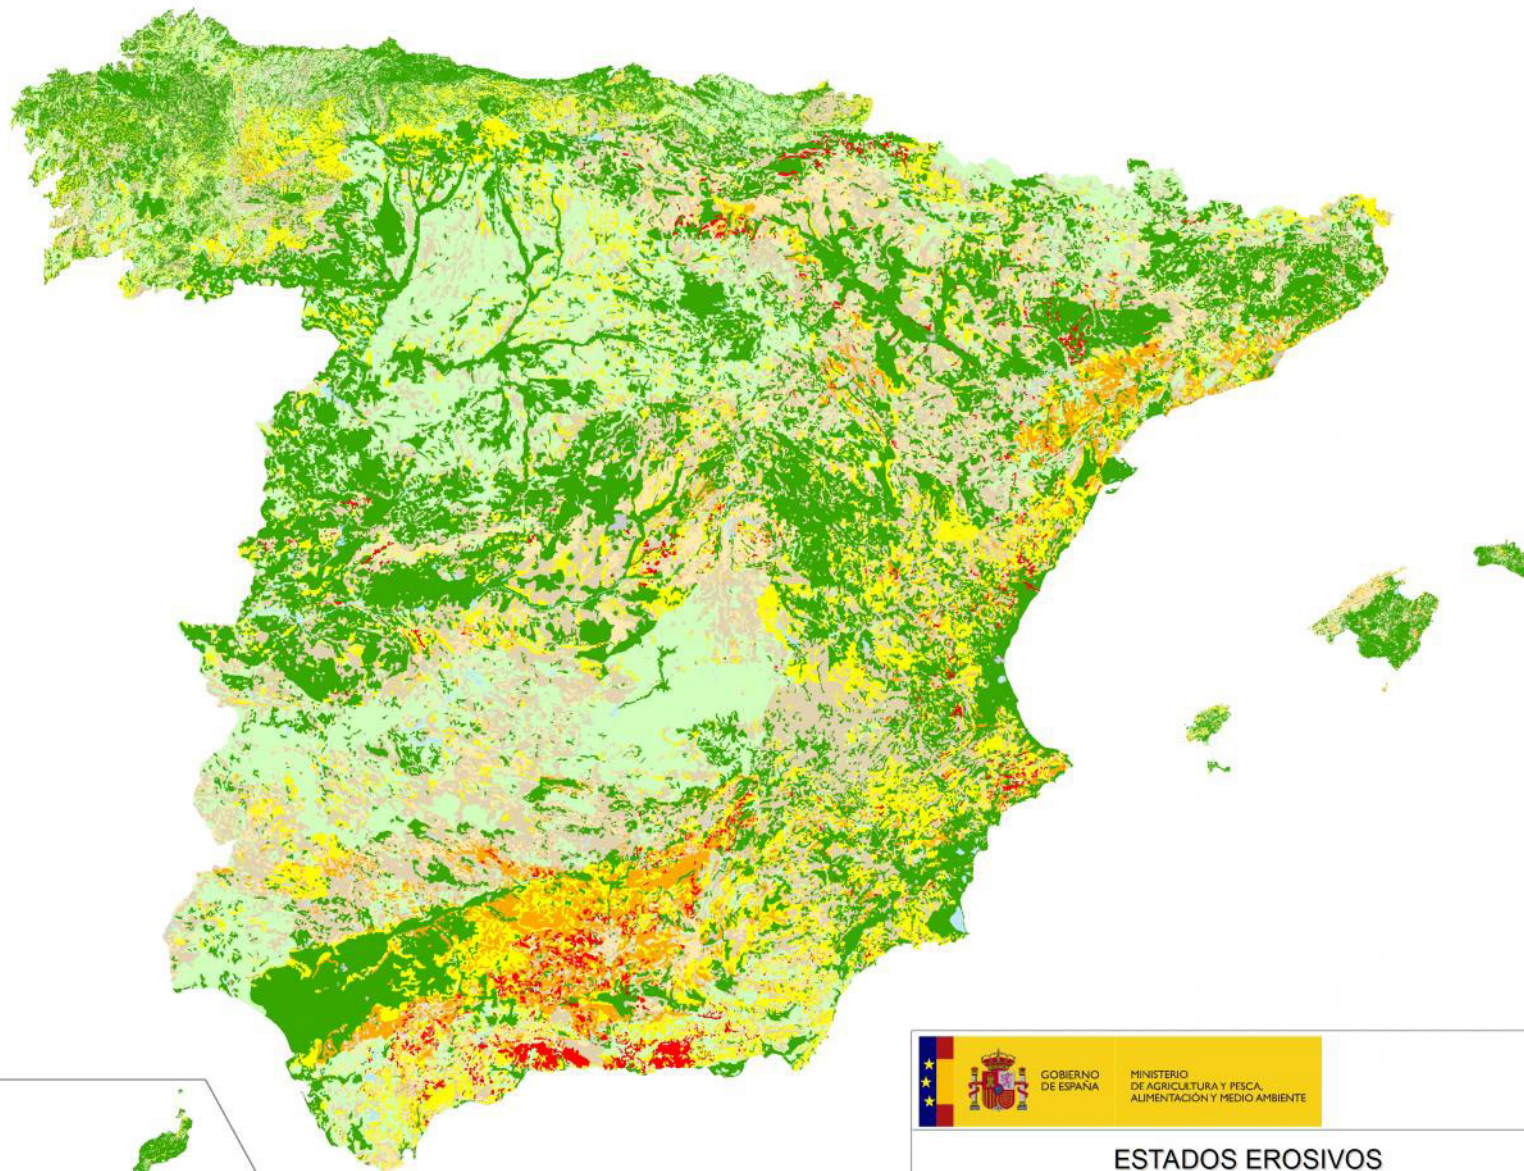 GOBIERNO
DE ESPAÑA
MINISTERIO
DE AGRICULTURA Y PESCA,
ALIMENTACIÓN Y MEDIO AMBIENTE
ESTADOS EROSIVOS